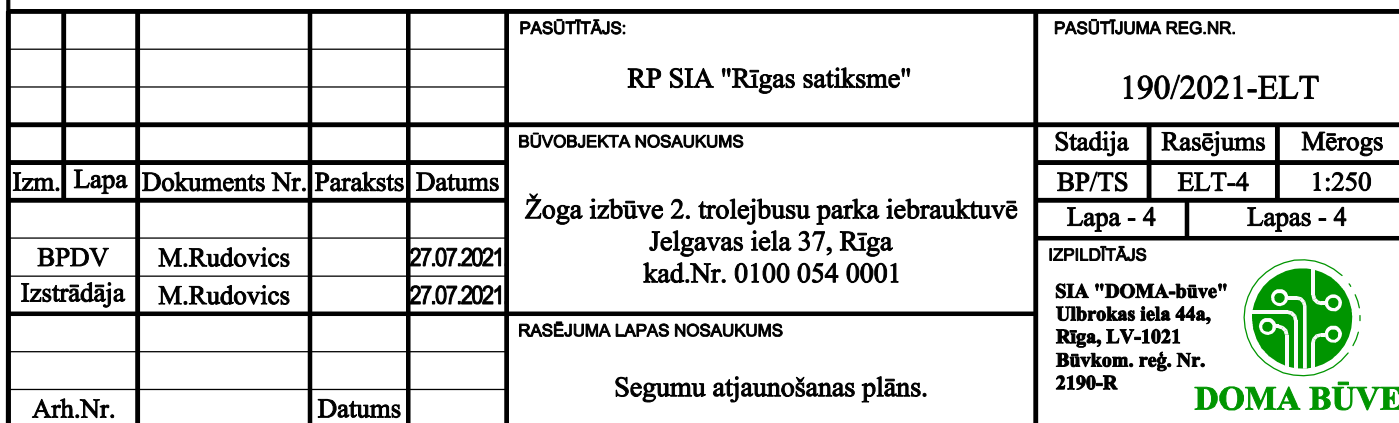 PASŪTĪTĀJS:
RP SIA "Rīgas satiksme"
PASŪTĪJUMA REG.NR.
190/2021-ELT
BŪVOBJEKTA NOSAUKUMS
Žoga izbūve 2. trolejbusu parka iebrauktuvē
Jelgavas iela 37, Rīga
kad.Nr. 0100 054 0001
Stadija Rasējums Mērogs
BP/TS ELT-4 1:250
Lapa - 4 Lapas - 4
Izm. Lapa Dokuments Nr. Paraksts Datums
BPDV M.Rudovics 27.07.2021
Izstrādāja M.Rudovics 27.07.2021
Arh.Nr. Datums
RASĒJUMA LAPAS NOSAUKUMS
Segumu atjaunošanas plāns.
IZPILDĪTĀJS
SIA "DOMA-būve"
Ulbrokas iela 44a,
Rīga, LV-1021
Būvkom. reģ. Nr.
2190-R
DOMA BŪVE